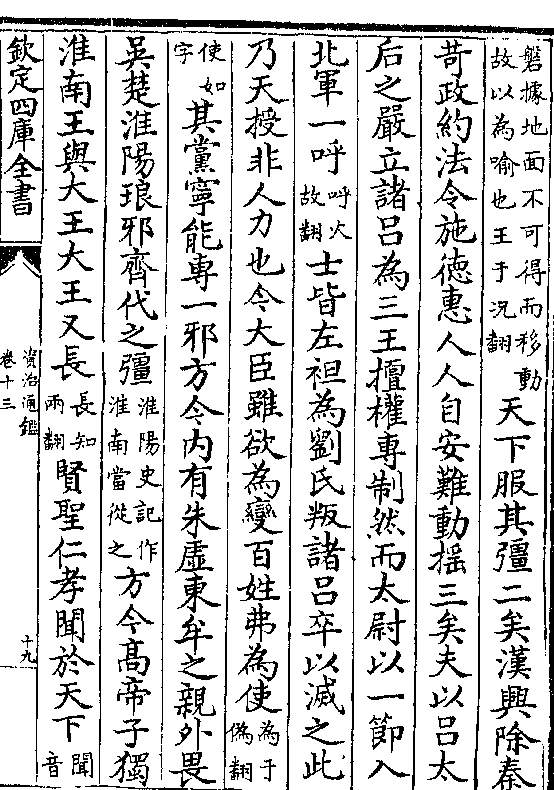 磐據地面不可得而移動故以為喻也王于況翻天下服其彊二矣漢興除秦
苛政約法令施德惠人人自安難動搖三矣夫以呂太
后之嚴立諸呂為三王擅權專制然而太尉以一節入
北軍一呼呼火故翻士皆左袒為劉氏叛諸呂卒以滅之此
乃天授非人力也今大臣雖欲為變百姓弗為使為于偽翻
使如字其黨寧能專一邪方今內有朱虛東牟之親外畏
吳楚淮陽琅邪齊代之彊淮陽史記作淮南當從之方今高帝子獨
淮南王與大王大王又長長知兩翻賢聖仁孝聞於天下聞音
欽定四庫全書
資治通鑑
卷十三
十九